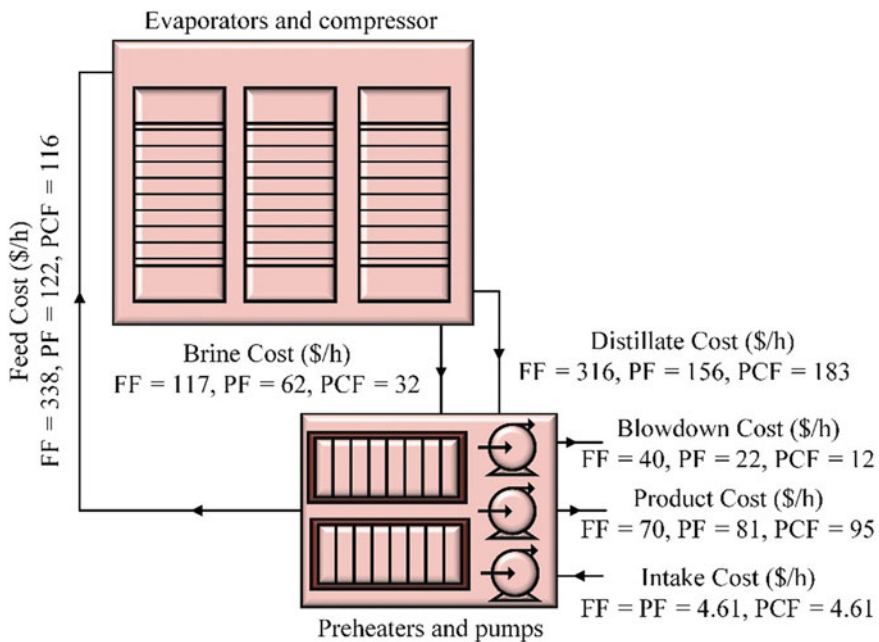 Evaporators and compressor
Feed Cost ($/h)
FF = 338, PF = 122, PCF = 116
Brine Cost ($/h)
FF = 117, PF = 62, PCF = 32
Distillate Cost ($/h)
FF = 316, PF = 156, PCF = 183
Blowdown Cost ($/h)
FF = 40, PF = 22, PCF = 12
Product Cost ($/h)
FF = 70, PF = 81, PCF = 95
Intake Cost ($/h)
FF = PF = 4.61, PCF = 4.61
Preheaters and pumps